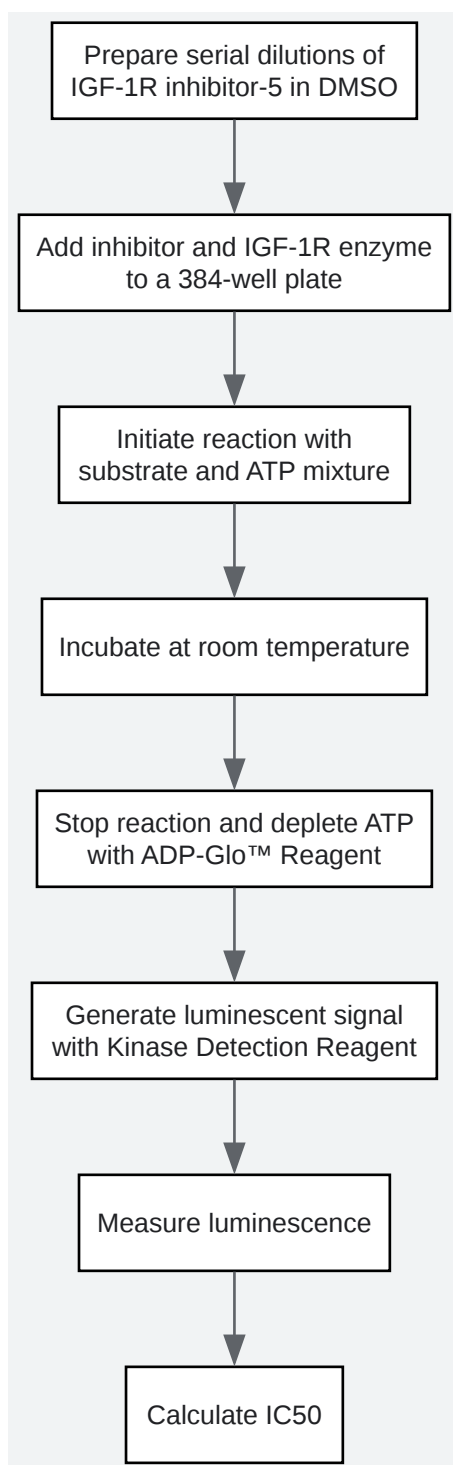 Prepare serial dilutions of
IGF-1R inhibitor-5 in DMSO
Add inhibitor and IGF-1R enzyme
to a 384-well plate
Initiate reaction with
substrate and ATP mixture
Incubate at room temperature
Stop reaction and deplete ATP
with ADP-Glo™ Reagent
Generate luminescent signal
with Kinase Detection Reagent
Measure luminescence
Calculate IC50